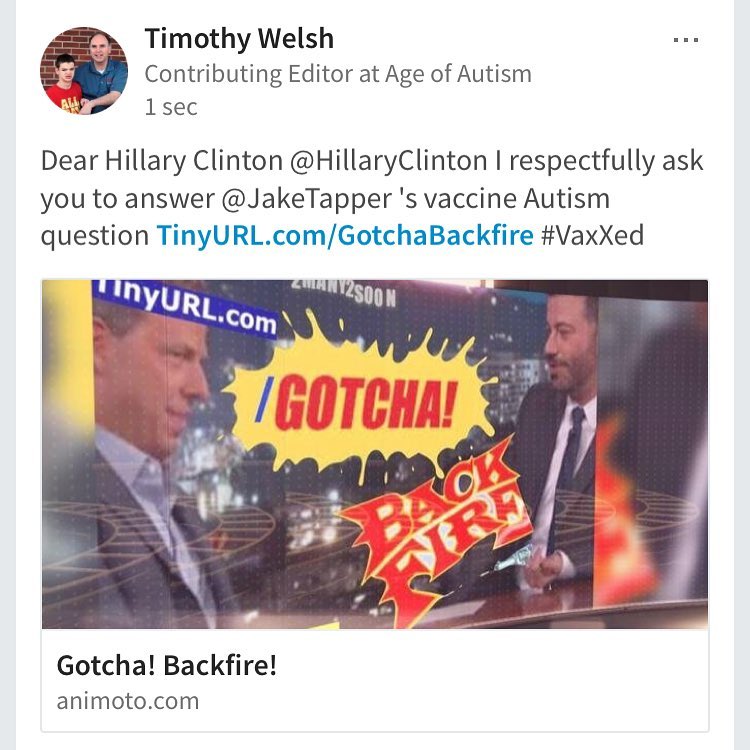 Timothy Welsh
Contributing Editor at Age of Autism
1 sec
Dear Hillary Clinton @HillaryClinton I respectfully ask
you to answer @JakeTapper 's vaccine Autism
question TinyURL.com/GotchaBackfire #VaxXed
2MANY2SOON
TinyURL.com
/GOTCHA!
BACK
FIRE
Gotcha! Backfire!
animoto.com